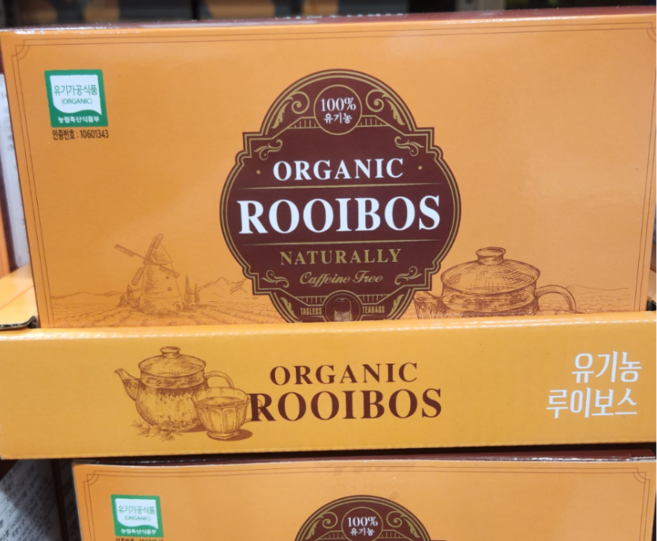 유기가공식품
(ORGANIC)
농림축산식품부
인증번호 : 10601343
100%
유기농
ORGANIC
ROOIBOS
NATURALLY
Caffeine Free
TAGLESS TEABAGS
ORGANIC
ROOIBOS
유기농
루이보스
유기가공식품
(ORGANIC)
농림축산식품부
100%
유기농